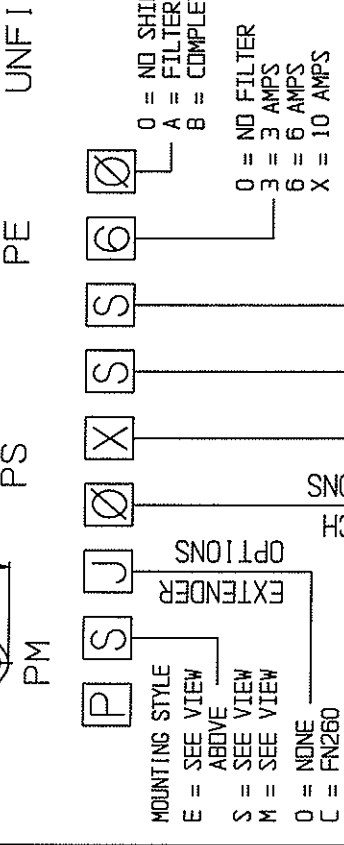 PM
PS
PE
UNFI
P S J Ø X S S 6 Ø
MOUNTING STYLE
E = SEE VIEW
ABOVE
S = SEE VIEW
M = SEE VIEW
0 = NONE
C = FN260
EXTENDER
OPTIONS
0 = NO SHI
A = FILTER
B = COMPLE
0 = NO FILTER
3 = 3 AMPS
6 = 6 AMPS
X = 10 AMPS